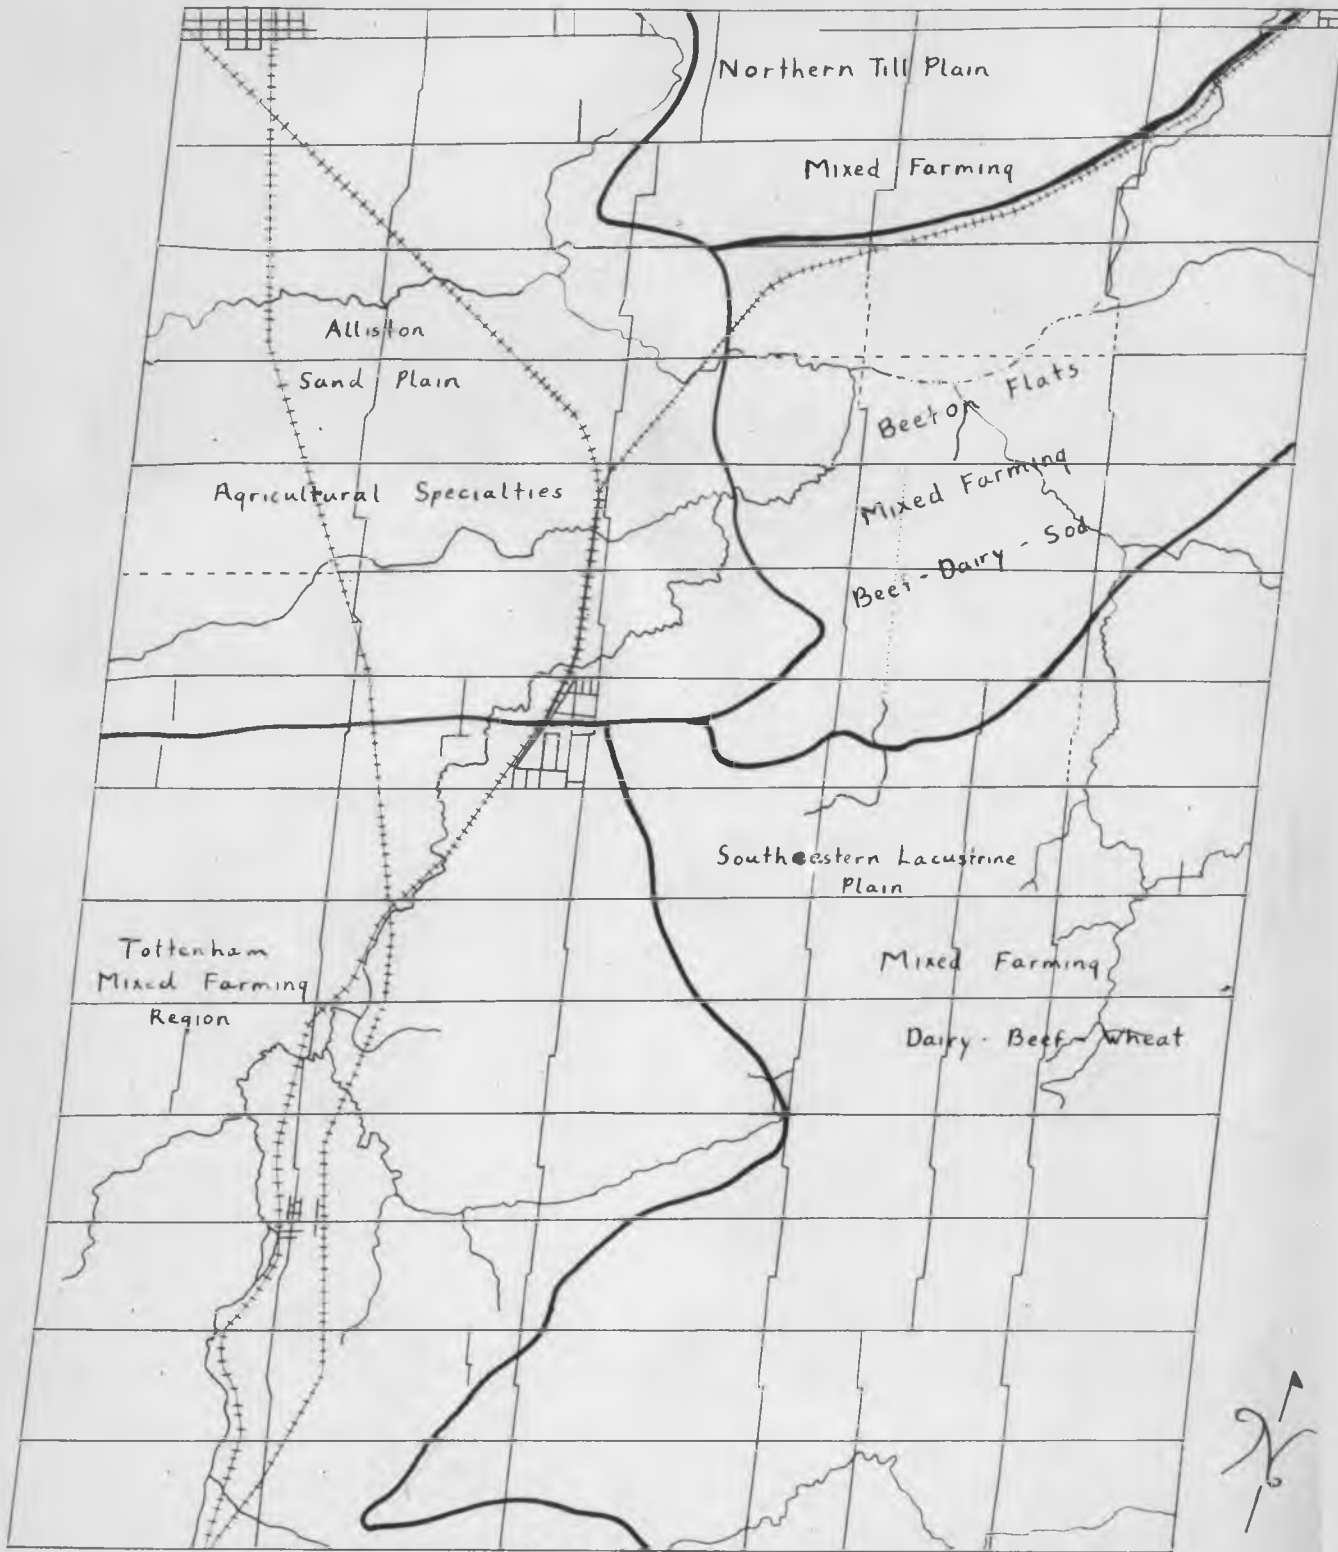 Northern Till Plain
Mixed Farming
Alliston
Sand Plain
Agricultural Specialties
Beeton Flats
Mixed Farming
Beef - Dairy - Sod
Southeastern Lacustrine
Plain
Mixed Farming
Dairy - Beef - Wheat
Tottenham
Mixed Farming
Region
N